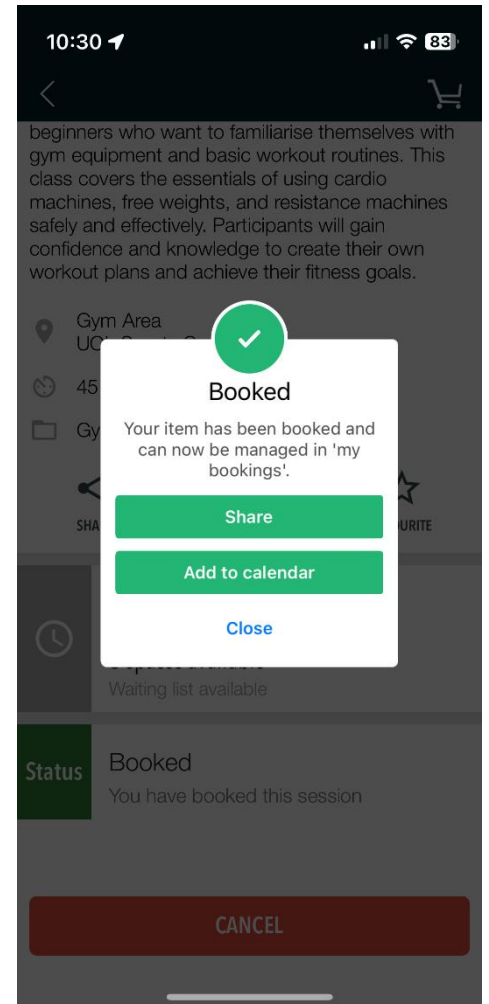 10:30
83
beginners who want to familiarise themselves with
gym equipment and basic workout routines. This
class covers the essentials of using cardio
machines, free weights, and resistance machines
safely and effectively. Participants will gain
confidence and knowledge to create their own
workout plans and achieve their fitness goals.
Gym Area
45
Booked
Your item has been booked and
can now be managed in 'my
bookings'.
Share
Add to calendar
Close
Waiting list available
Status
Booked
You have booked this session
CANCEL